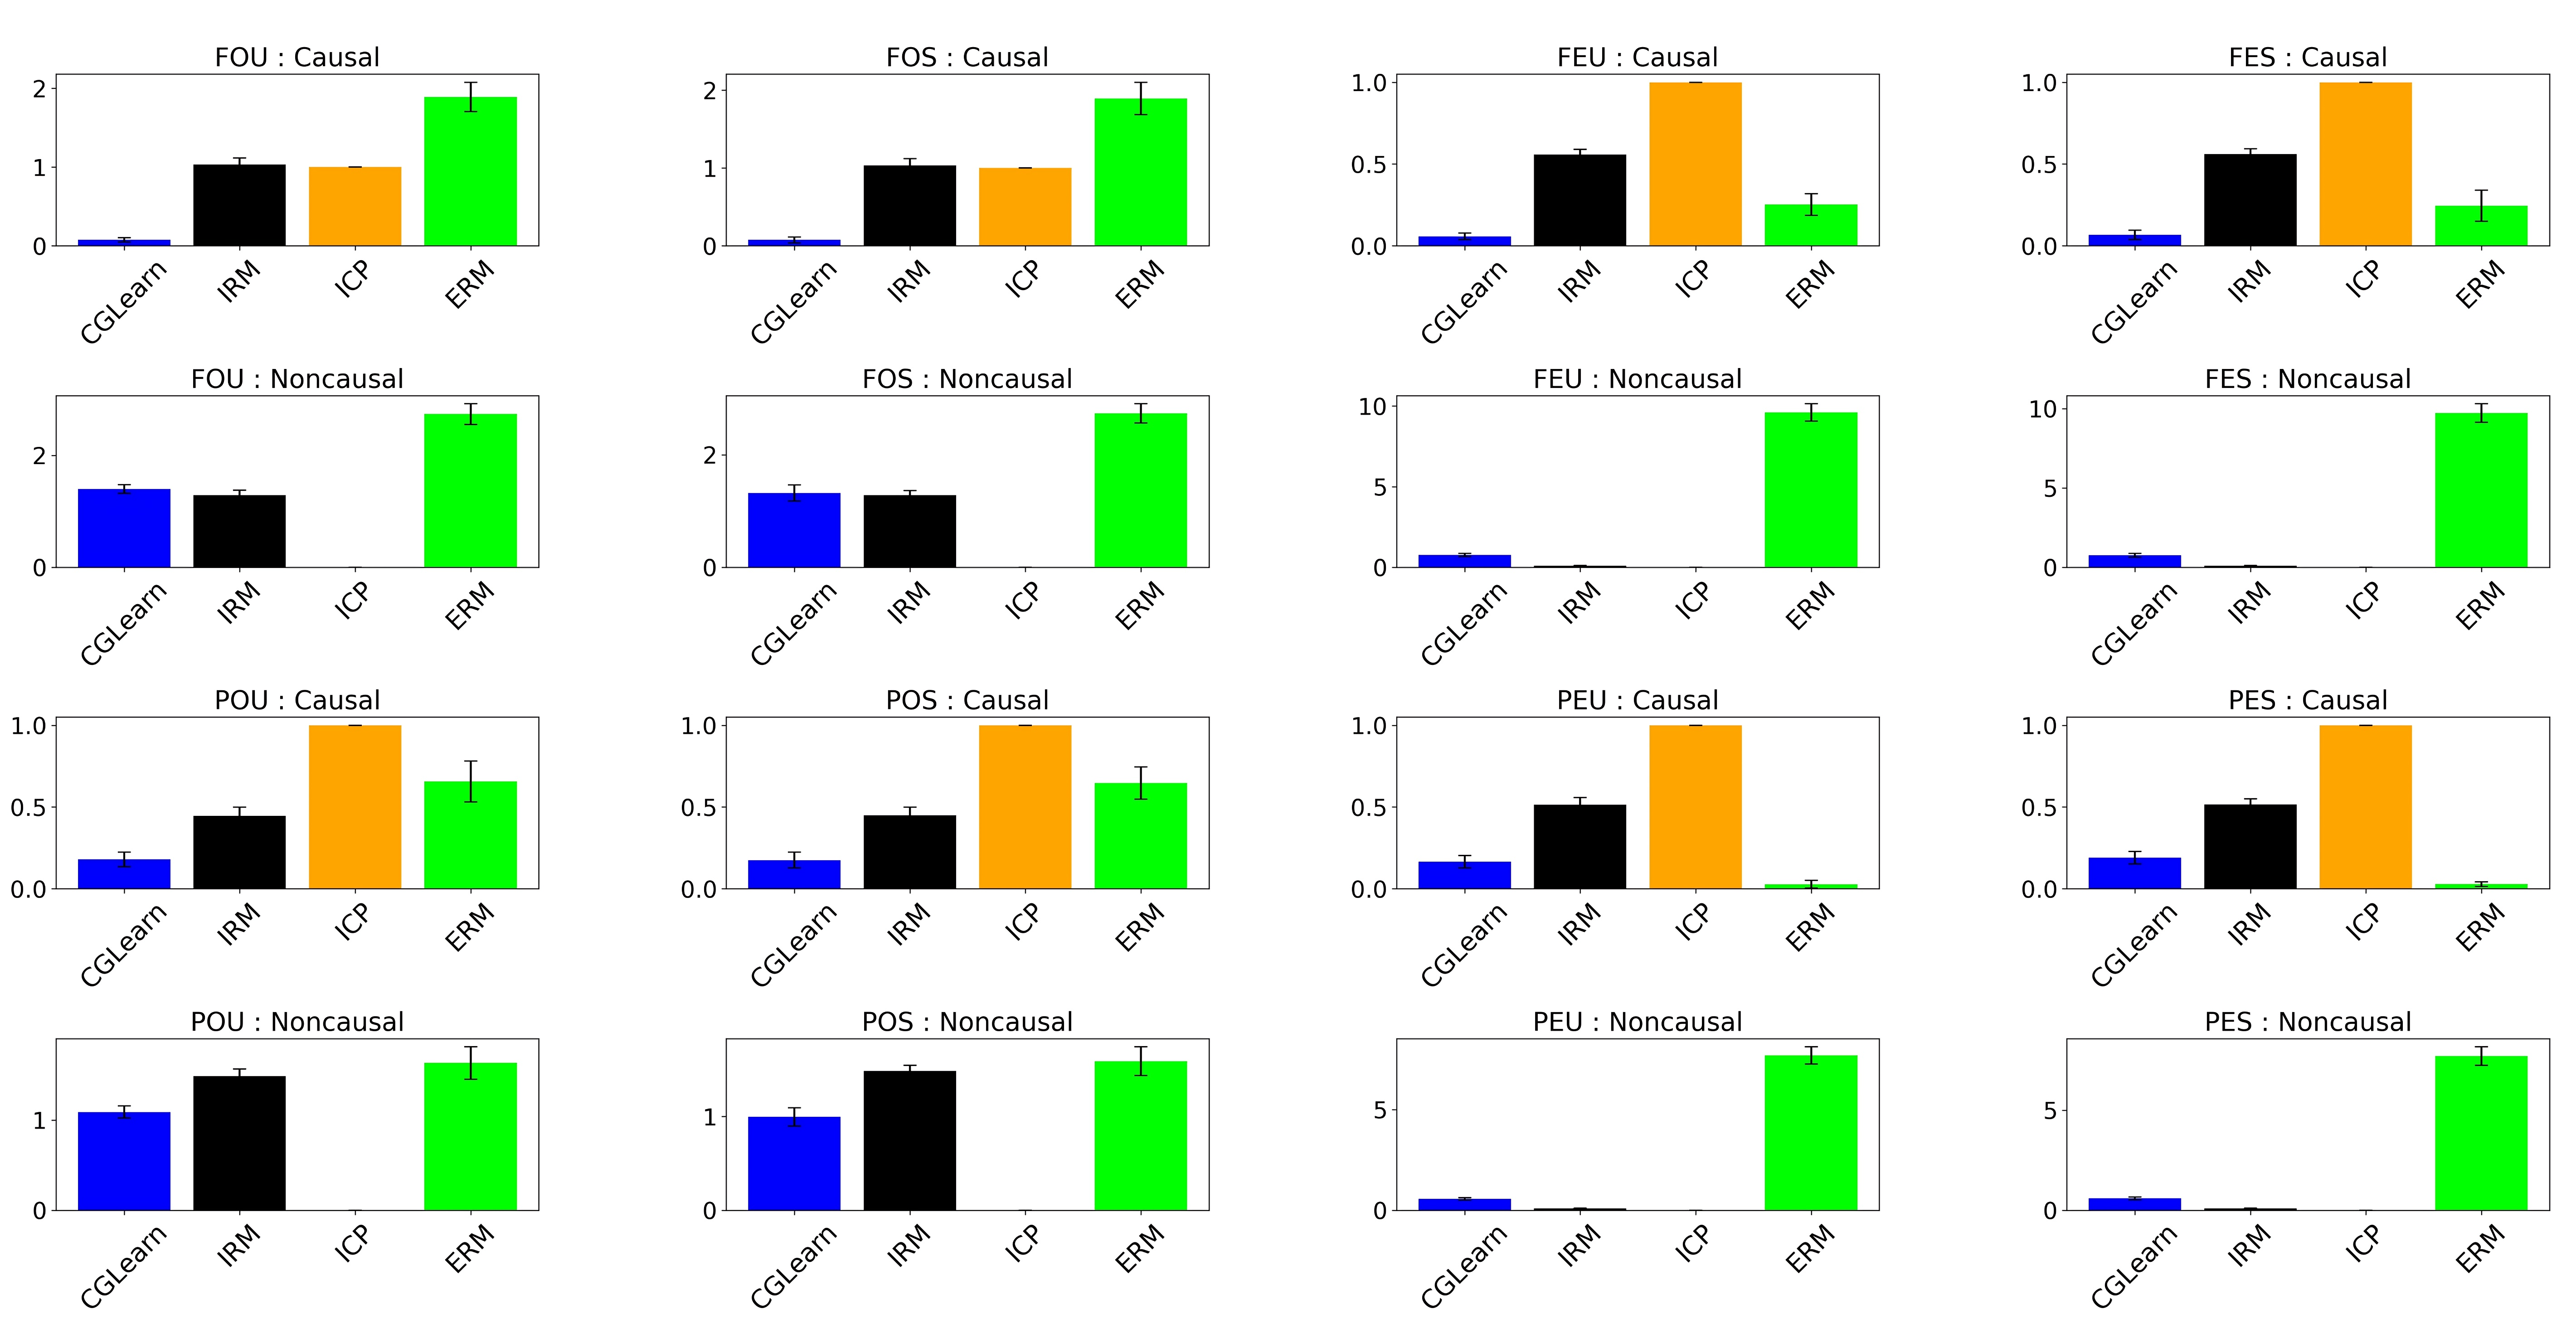 FOU : Causal
2
1
0
CGLearn
IRM
ICP
ERM
FOS : Causal
2
1
0
CGLearn
IRM
ICP
ERM
FEU : Causal
1.0
0.5
0.0
CGLearn
IRM
ICP
ERM
FES : Causal
1.0
0.5
0.0
CGLearn
IRM
ICP
ERM
FOU : Noncausal
2
0
CGLearn
IRM
ICP
ERM
FOS : Noncausal
2
0
CGLearn
IRM
ICP
ERM
FEU : Noncausal
10
5
0
CGLearn
IRM
ICP
ERM
FES : Noncausal
10
5
0
CGLearn
IRM
ICP
ERM
POU : Causal
1.0
0.5
0.0
CGLearn
IRM
ICP
ERM
POS : Causal
1.0
0.5
0.0
CGLearn
IRM
ICP
ERM
PEU : Causal
1.0
0.5
0.0
CGLearn
IRM
ICP
ERM
PES : Causal
1.0
0.5
0.0
CGLearn
IRM
ICP
ERM
POU : Noncausal
1
0
CGLearn
IRM
ICP
ERM
POS : Noncausal
1
0
CGLearn
IRM
ICP
ERM
PEU : Noncausal
5
0
CGLearn
IRM
ICP
ERM
PES : Noncausal
5
0
CGLearn
IRM
ICP
ERM